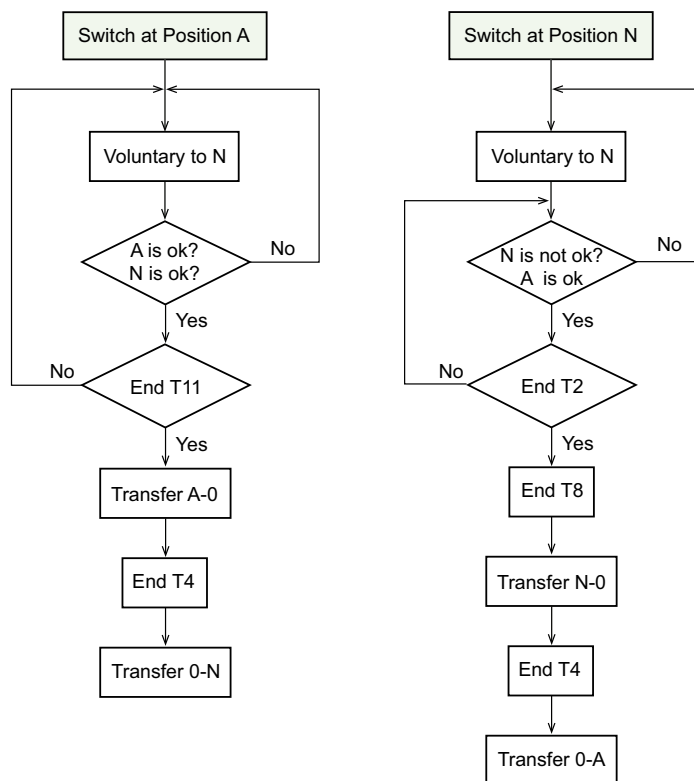 Switch at Position A
Voluntary to N
A is ok?
N is ok?
No
Yes
No
End T11
Yes
Transfer A-0
End T4
Transfer 0-N
Switch at Position N
Voluntary to N
N is not ok?
A is ok
No
Yes
No
End T2
Yes
End T8
Transfer N-0
End T4
Transfer 0-A